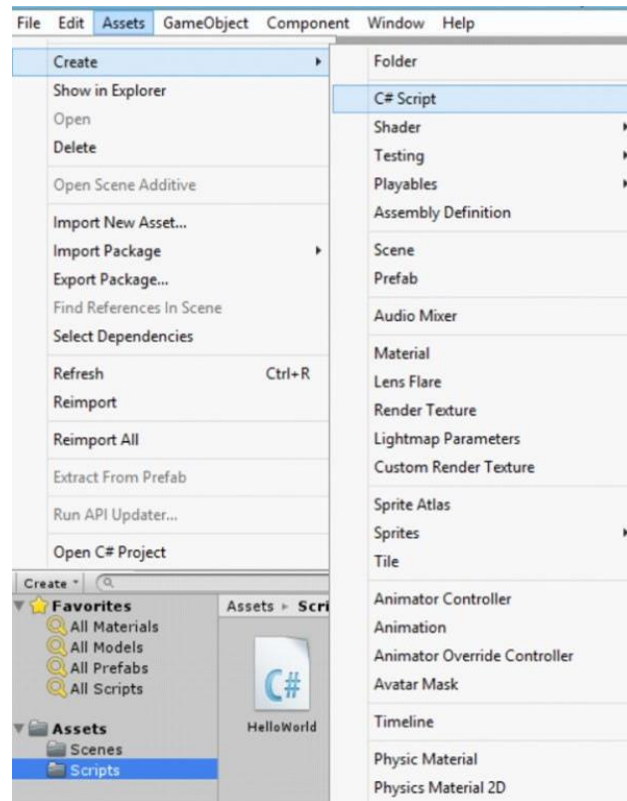 File Edit Assets GameObject Component Window Help
Create
Show in Explorer
Open
Delete
Open Scene Additive
Import New Asset...
Import Package
Export Package...
Find References In Scene
Select Dependencies
Refresh Ctrl+R
Reimport
Reimport All
Extract From Prefab
Run API Updater...
Open C# Project
Folder
C# Script
Shader
Testing
Playables
Assembly Definition
Scene
Prefab
Audio Mixer
Material
Lens Flare
Render Texture
Lightmap Parameters
Custom Render Texture
Sprite Atlas
Sprites
Tile
Animator Controller
Animation
Animator Override Controller
Avatar Mask
Timeline
Physic Material
Physics Material 2D
Create
Favorites
All Materials
All Models
All Prefabs
All Scripts
Assets
Scenes
Scripts
Assets Scri
C#
HelloWorld